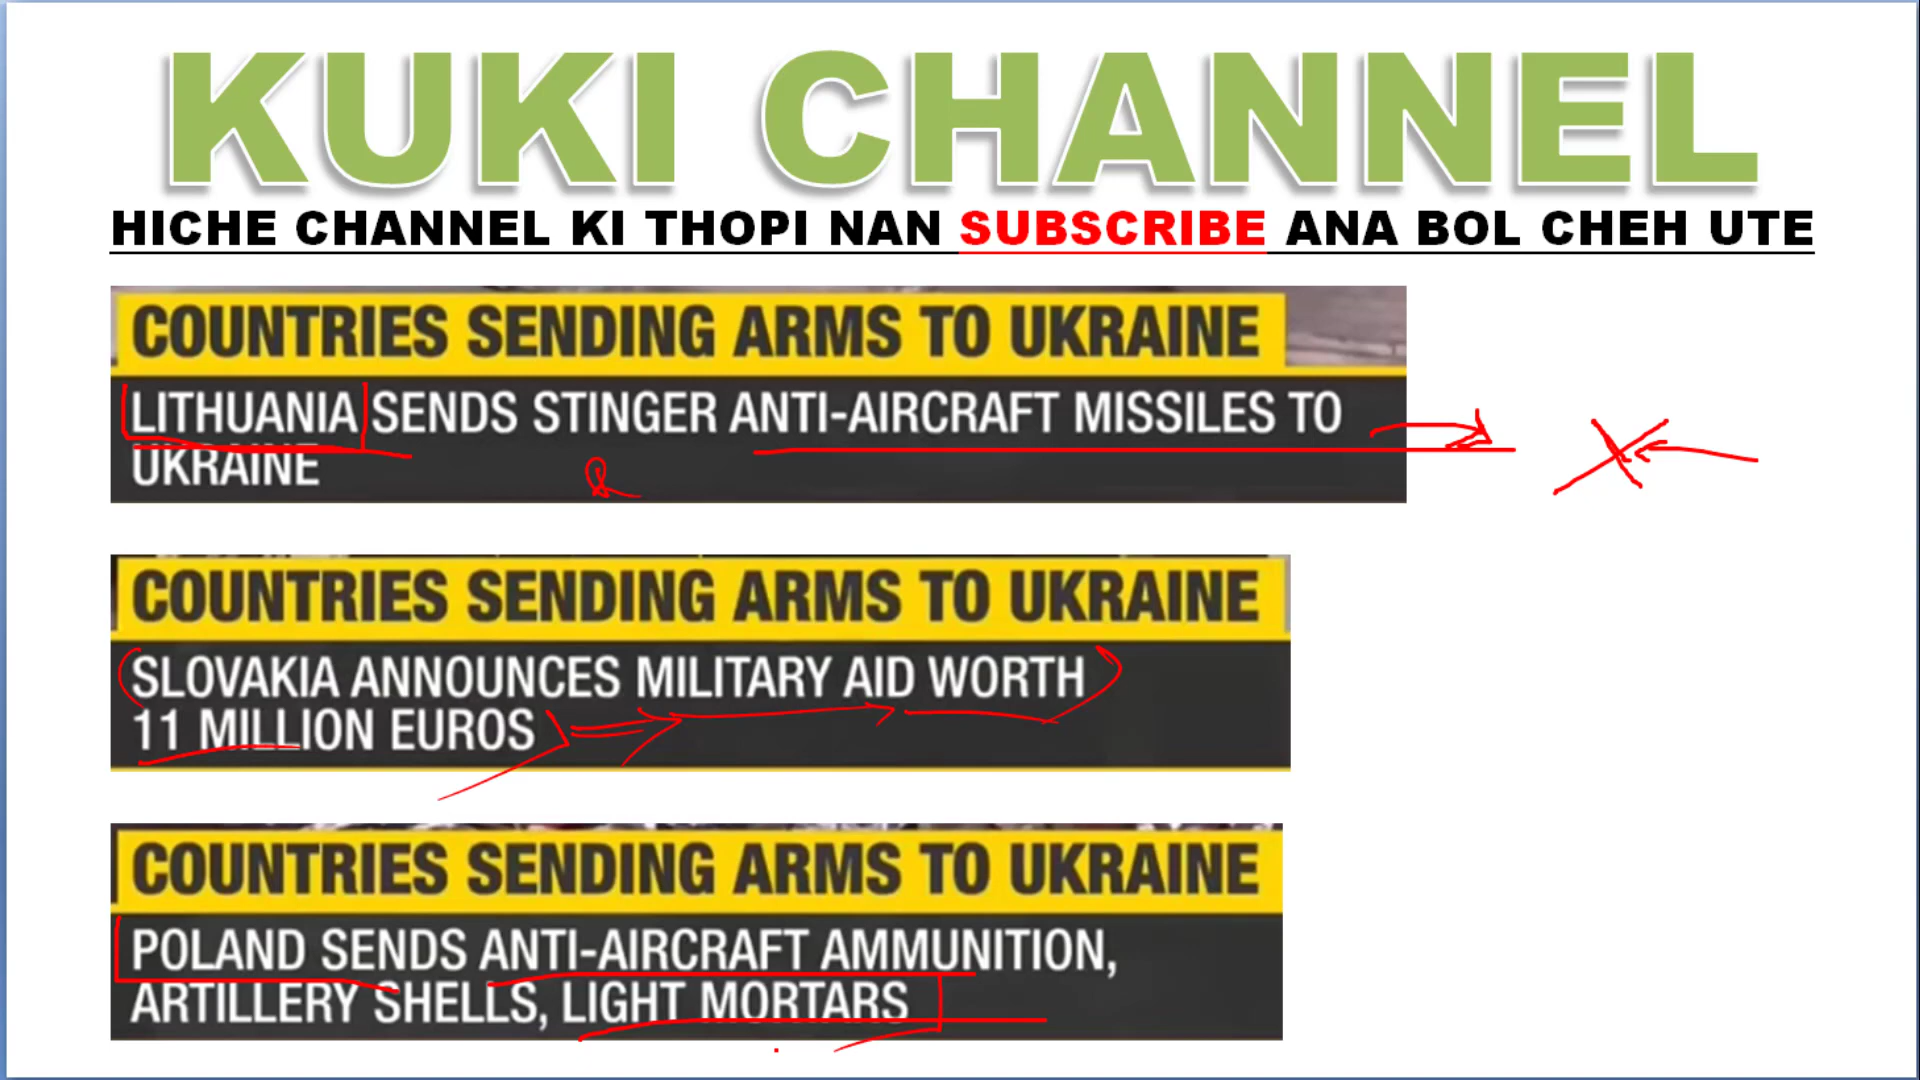 KUKI CHANNEL
HICHE CHANNEL KI THOPI NAN SUBSCRIBE ANA BOL CHEH UTE
COUNTRIES SENDING ARMS TO UKRAINE
LITHUANIA SENDS STINGER ANTI-AIRCRAFT MISSILES TO
UKRAINE
COUNTRIES SENDING ARMS TO UKRAINE
SLOVAKIA ANNOUNCES MILITARY AID WORTH
11 MILLION EUROS
COUNTRIES SENDING ARMS TO UKRAINE
POLAND SENDS ANTI-AIRCRAFT AMMUNITION,
ARTILLERY SHELLS, LIGHT MORTARS